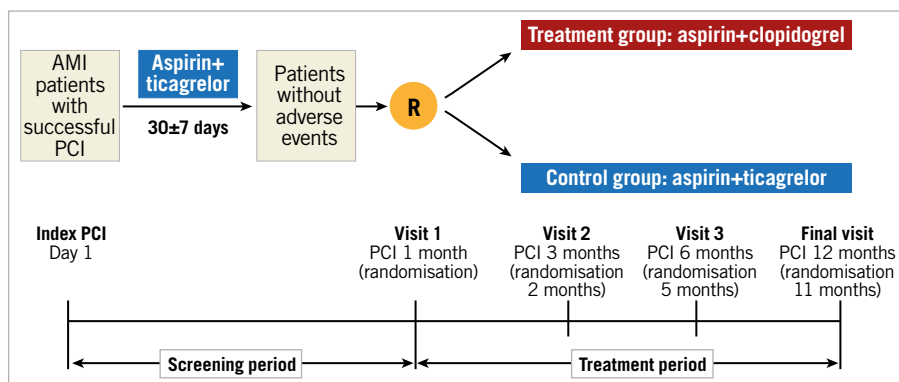 AMI
patients
with
successful
PCI
Aspirin+
ticagrelor
30±7 days
Patients
without
adverse
events
R
Treatment group: aspirin+clopidogrel
Control group: aspirin+ticagrelor
Index PCI
Day 1
Visit 1
PCI 1 month
(randomisation)
Visit 2
PCI 3 months
(randomisation
2 months)
Visit 3
PCI 6 months
(randomisation
5 months)
Final visit
PCI 12 months
(randomisation
11 months)
Screening period
Treatment period